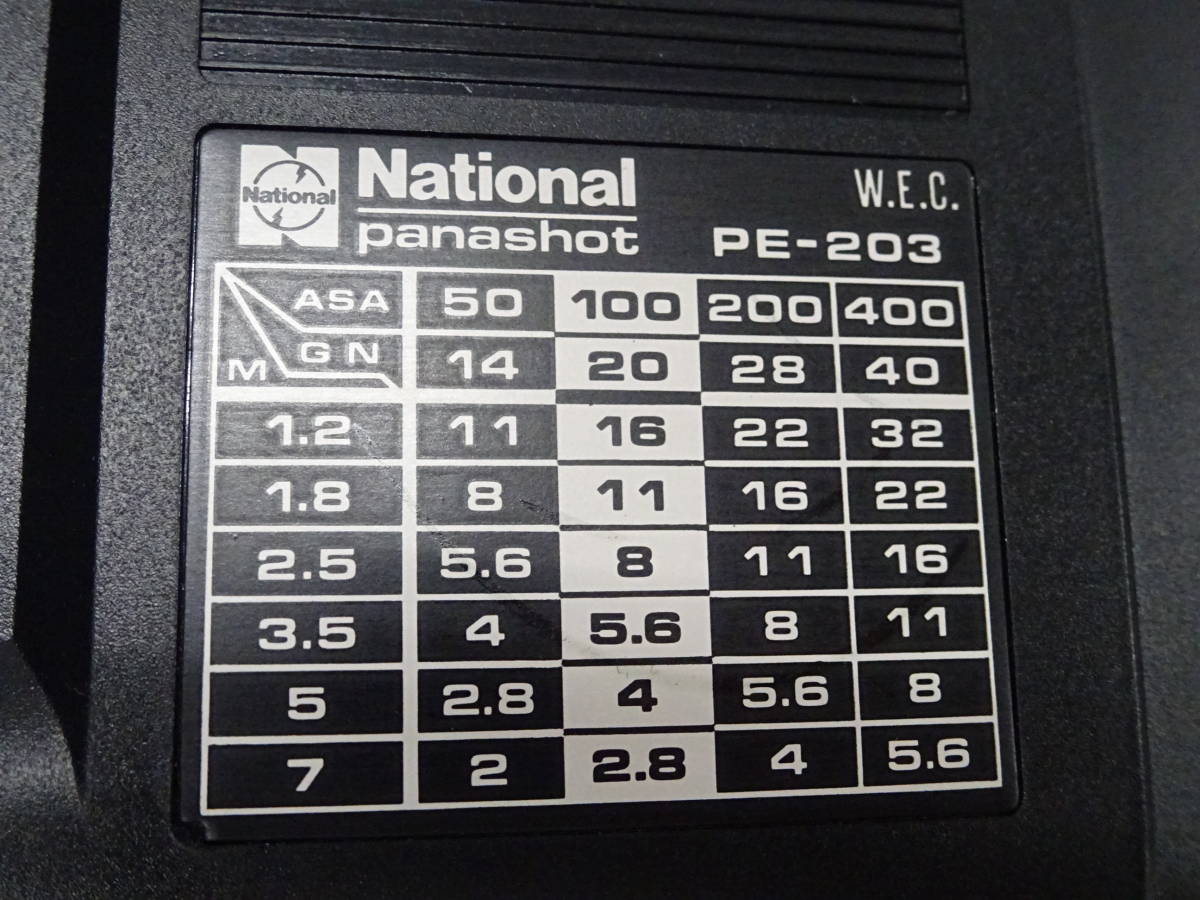 National
National
W.E.C.
panashot PE-203
ASA 50 100 200 400
M GN 14 20 28 40
1.2 11 16 22 32
1.8 8 11 16 22
2.5 5.6 8 11 16
3.5 4 5.6 8 11
5 2.8 4 5.6 8
7 2 2.8 4 5.6